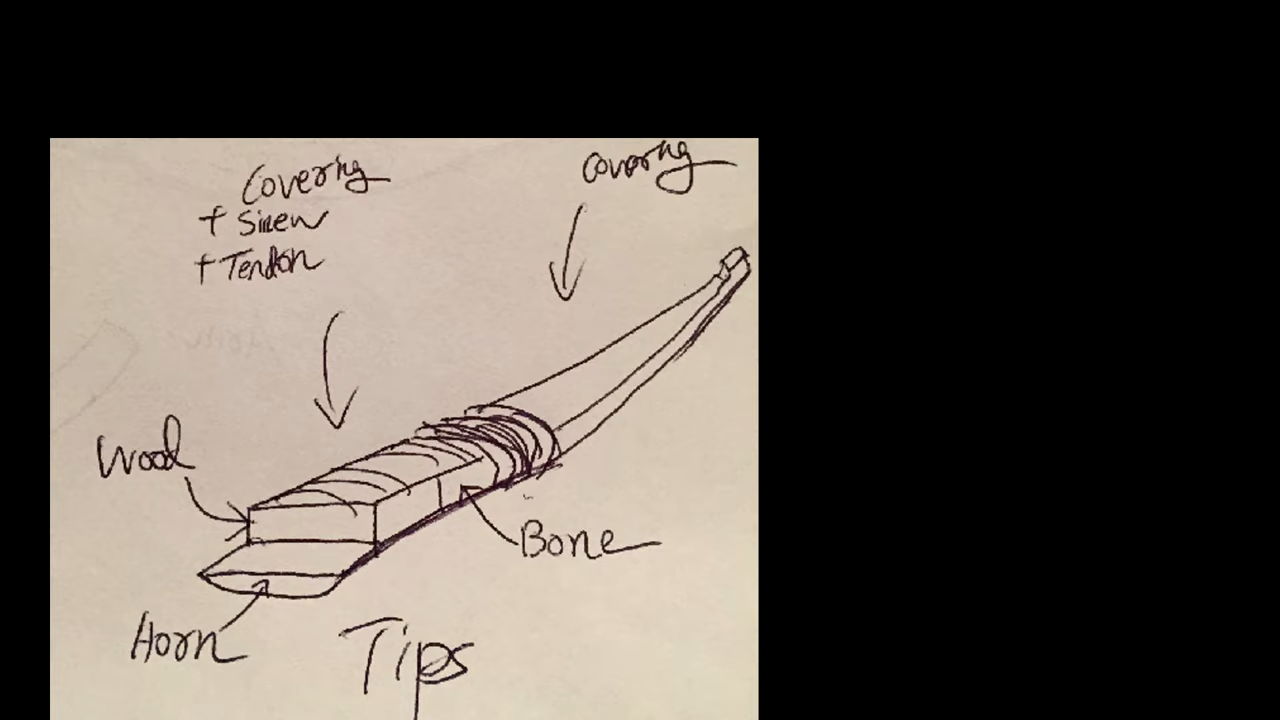 Covering
Covering
+ Sinew
+ Tendon
Wood
Bone
Horn
Tips